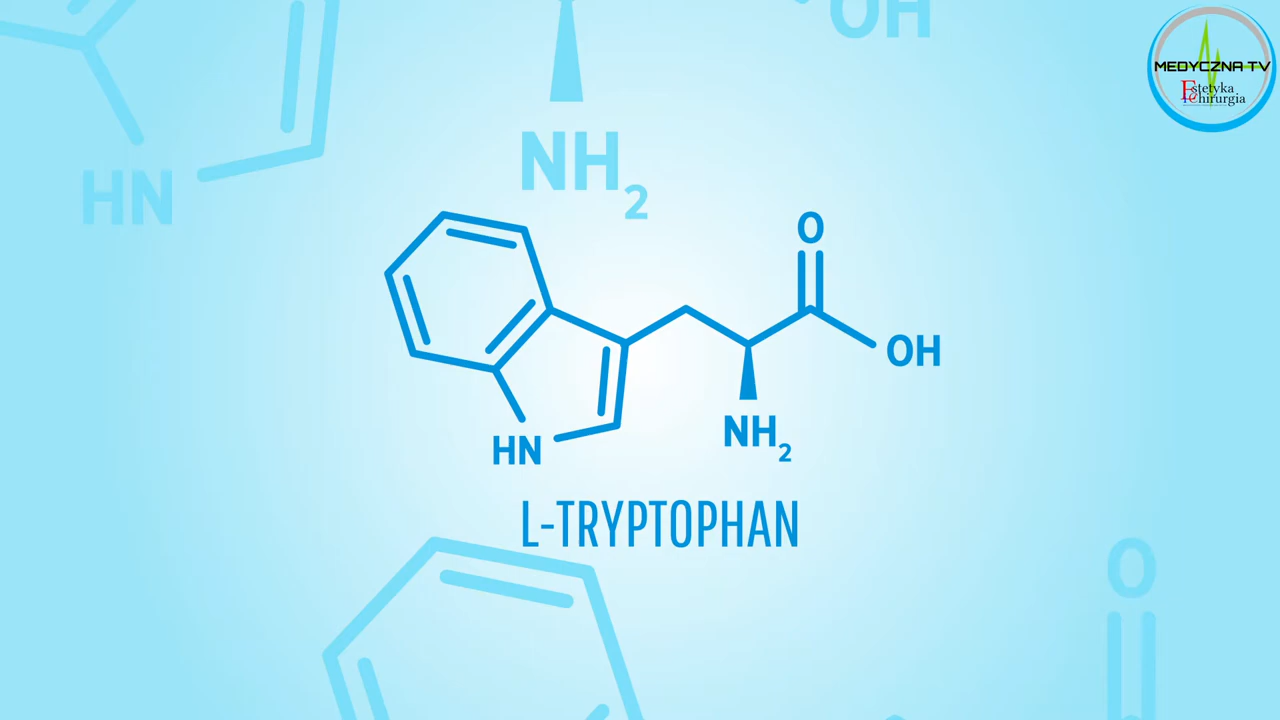 OH
MEDYCZNA TV
Estetyka
i Chirurgia
NH2
HN
O
OH
NH2
HN
L-TRYPTOPHAN
O